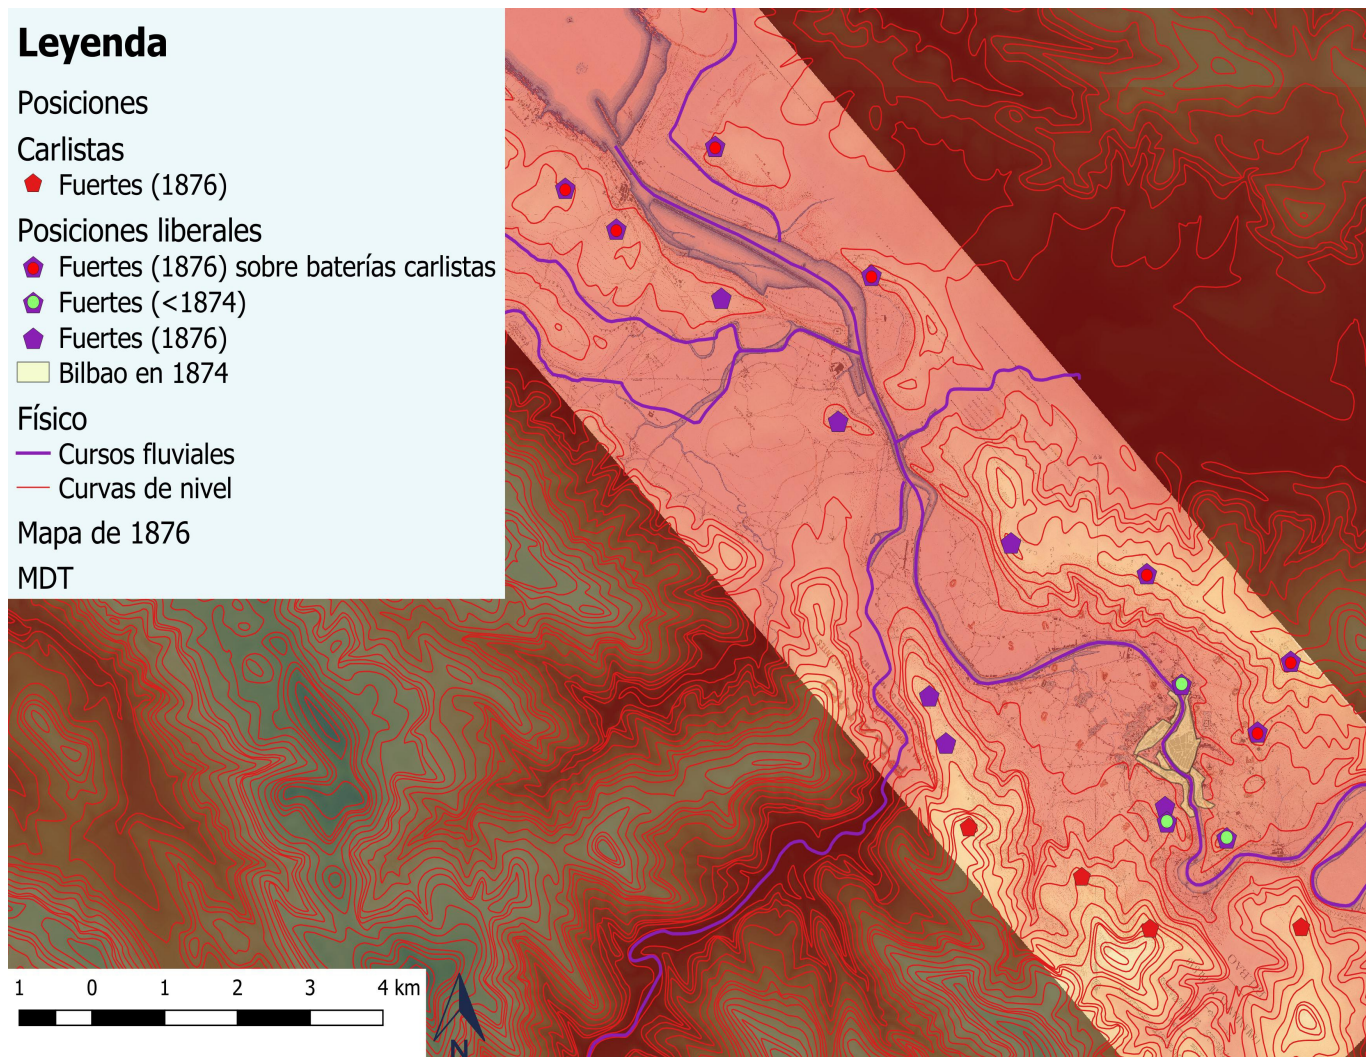 Leyenda
Posiciones
Carlistas
Fuertes (1876)
Posiciones liberales
Fuertes (1876) sobre baterías carlistas
Fuertes (<1874)
Fuertes (1876)
Bilbao en 1874
Físico
Cursos fluviales
Curvas de nivel
Mapa de 1876
MDT
1 0 1 2 3 4 km
N